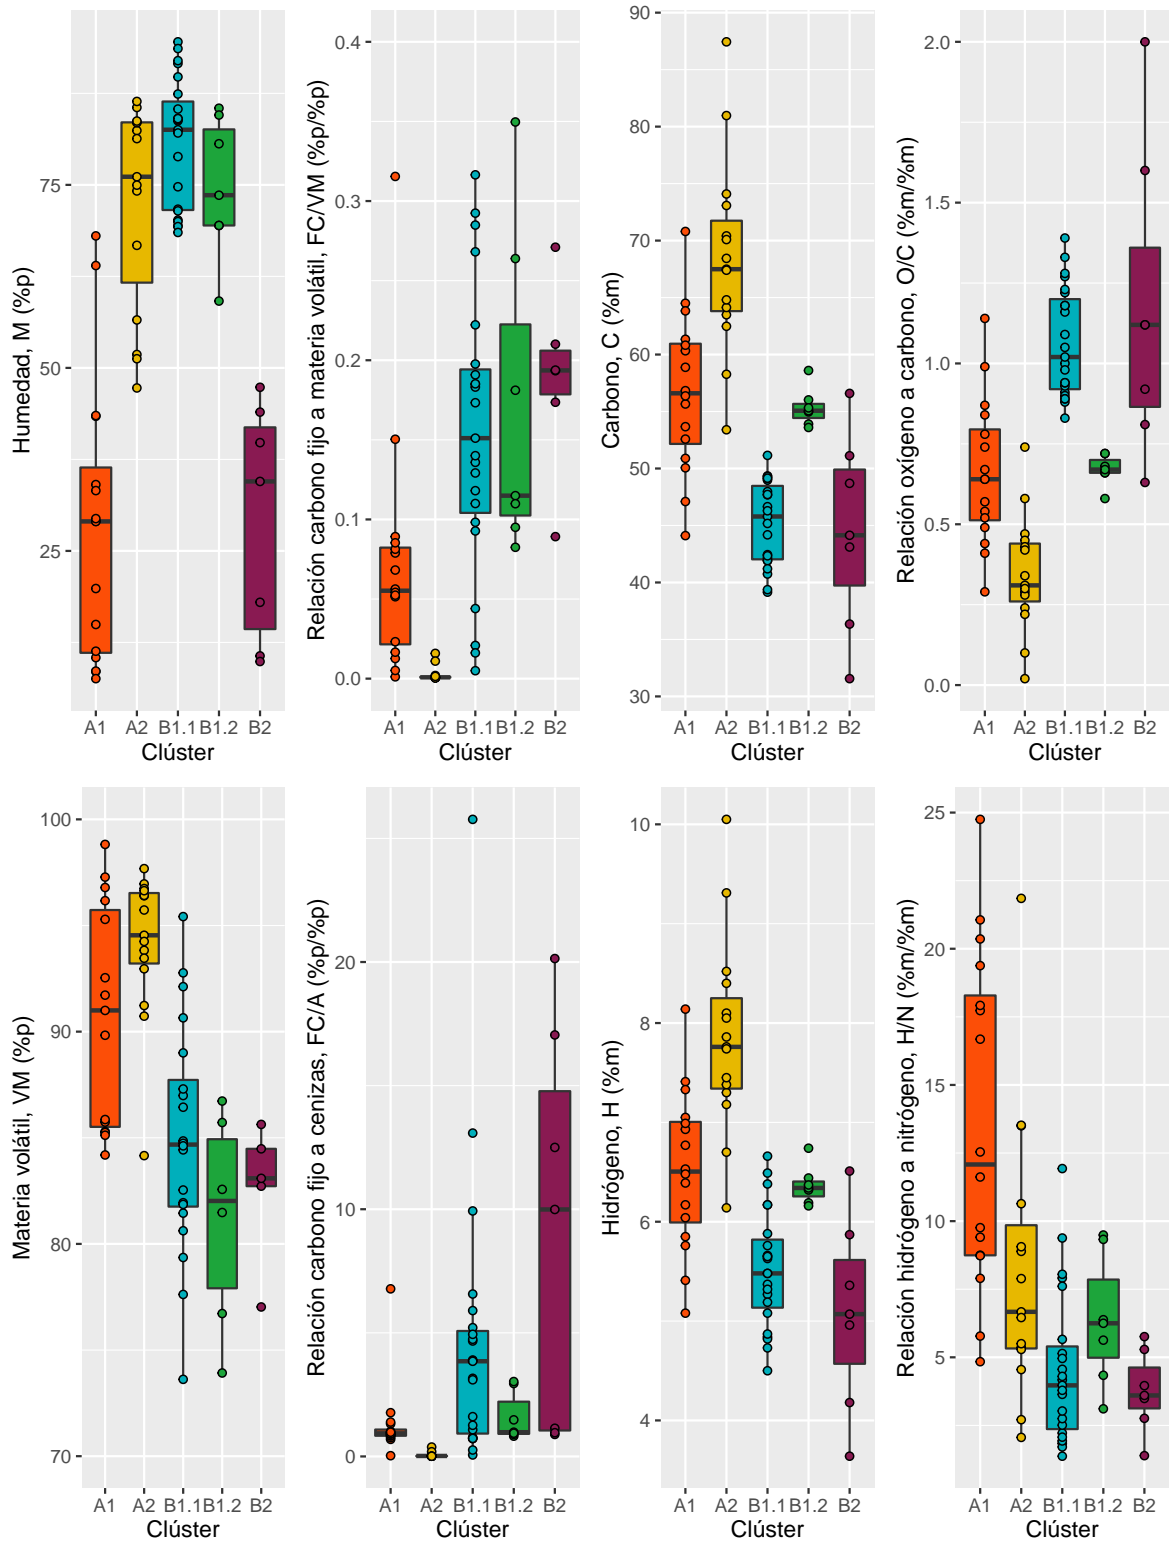 Humedad, M (%p)
75
50
25
A1 A2 B1.1 B1.2 B2
Clúster
Relación carbono fijo a materia volátil, FC/VM (%p/%p)
0.4
0.3
0.2
0.1
0.0
A1 A2 B1.1 B1.2 B2
Clúster
Carbono, C (%m)
90
80
70
60
50
40
30
A1 A2 B1.1 B1.2 B2
Clúster
Relación oxígeno a carbono, O/C (%m/%m)
2.0
1.5
1.0
0.5
0.0
A1 A2 B1.1 B1.2 B2
Clúster
Materia volátil, VM (%p)
100
90
80
70
A1 A2 B1.1 B1.2 B2
Clúster
Relación carbono fijo a cenizas, FC/A (%p/%p)
20
10
0
A1 A2 B1.1 B1.2 B2
Clúster
Hidrógeno, H (%m)
10
8
6
4
A1 A2 B1.1 B1.2 B2
Clúster
Relación hidrógeno a nitrógeno, H/N (%m/%m)
25
20
15
10
5
A1 A2 B1.1 B1.2 B2
Clúster